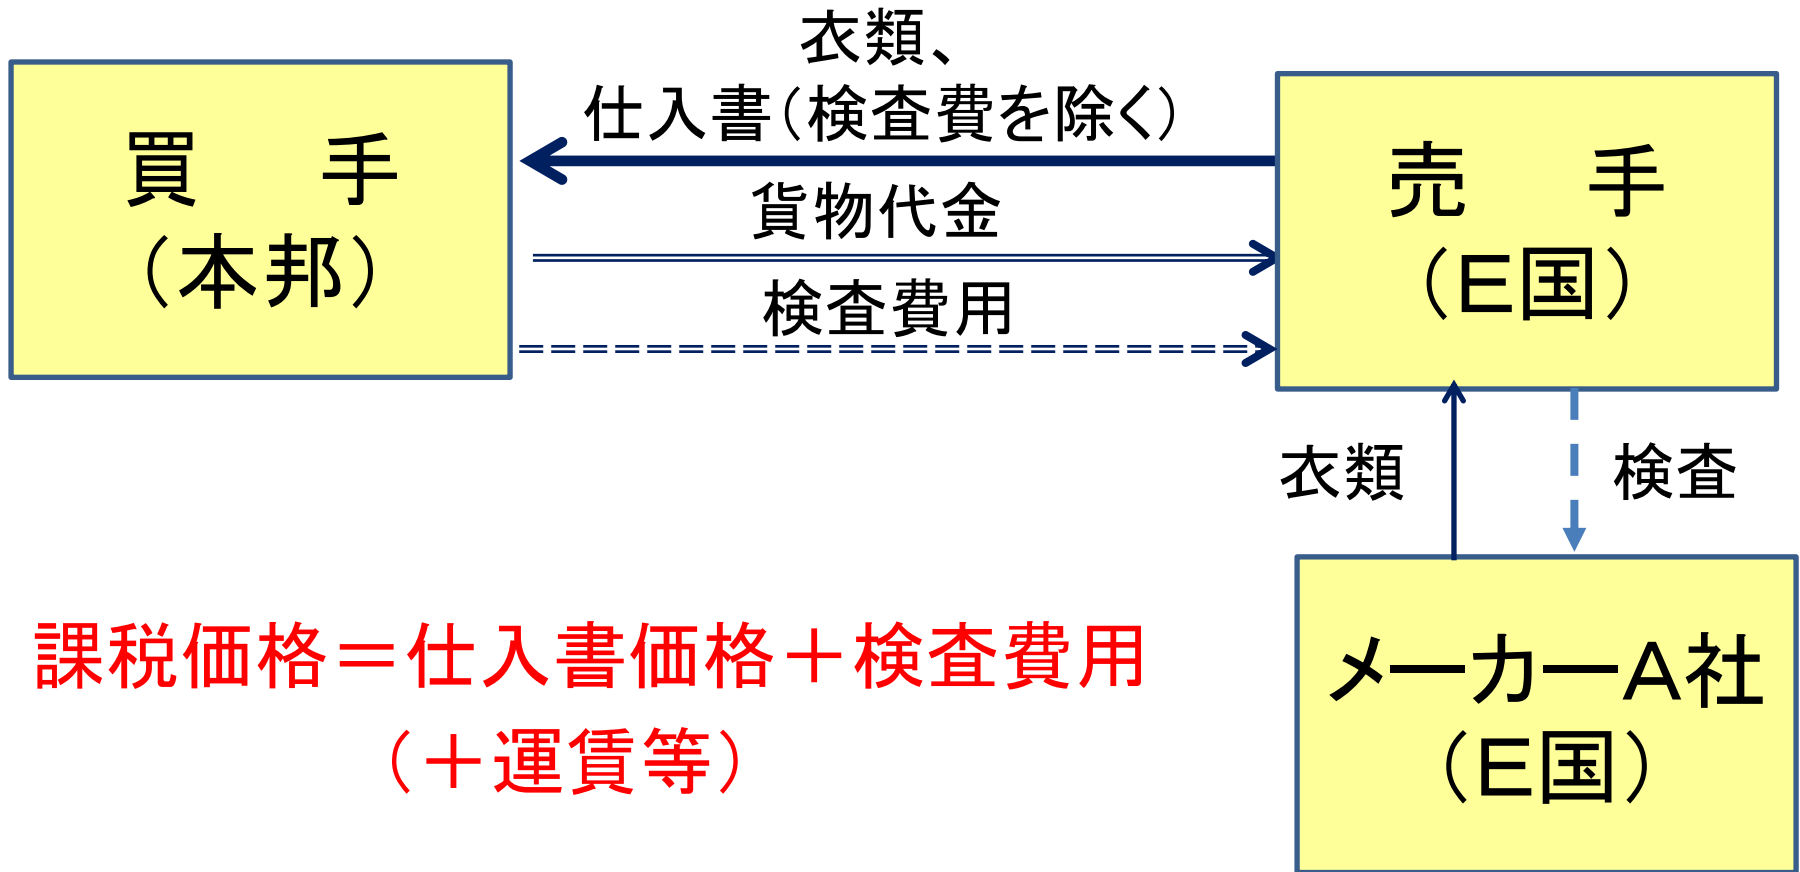 衣類、
仕入書（検査費を除く）
買　　手
（本邦）
売　　手
（Ｅ国）
貨物代金
検査費用
衣類
検査
課税価格＝仕入書価格＋検査費用
（＋運賃等）
メーカーＡ社
（Ｅ国）